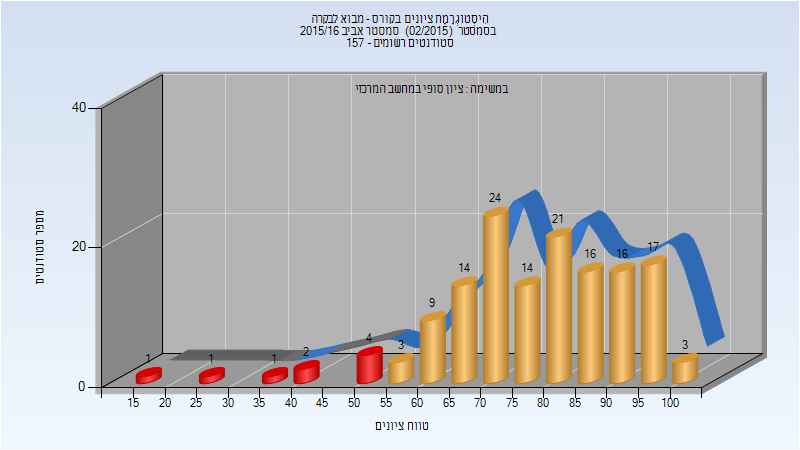 היסטוגרמת ציונים בקורס - מבוא לבקרה
בסמסטר (02/2015) סמסטר אביב 2015/16
סטודנטים רשומים - 157
במשימה : ציון סופי במחשב המרכזי
מספר סטודנטים
40
20
0
1
1
1
2
4
3
9
14
24
14
21
16
16
17
3
15 20 25 30 35 40 45 50 55 60 65 70 75 80 85 90 95 100
טווח ציונים